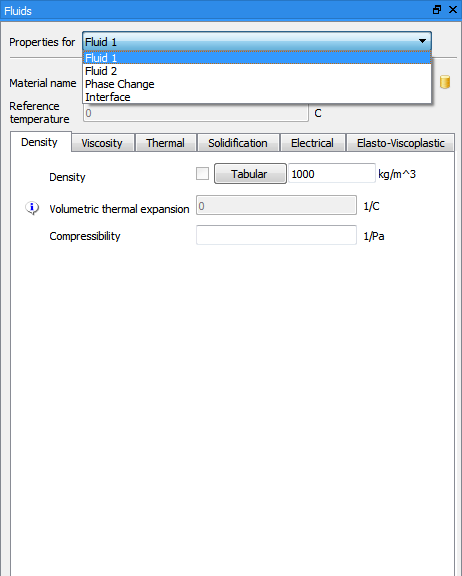 Fluids
Properties for Fluid 1
Fluid 1
Fluid 2
Phase Change
Interface
Material name
Reference
temperature
0 C
Density Viscosity Thermal Solidification Electrical Elasto-Viscoplastic
Density Tabular 1000 kg/m^3
Volumetric thermal expansion 0 1/C
Compressibility 1/Pa